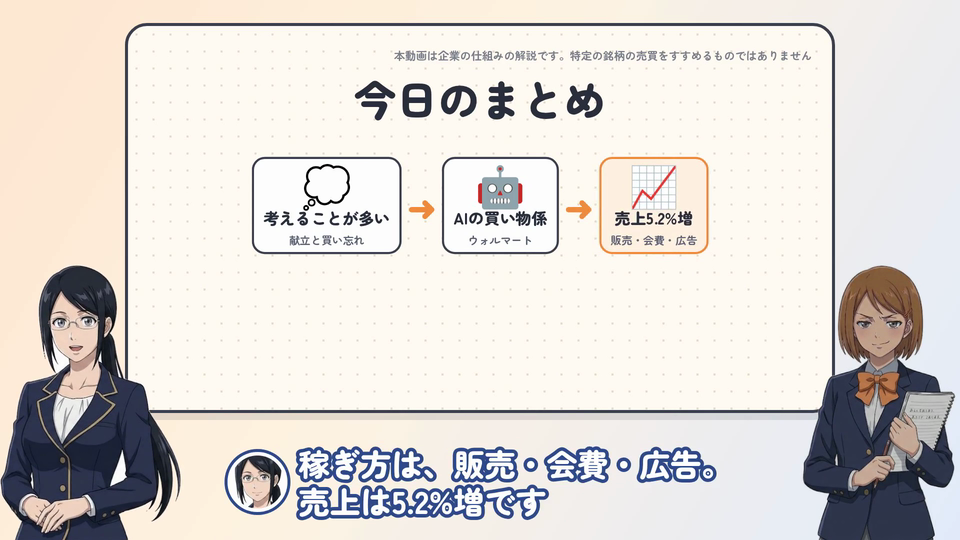 本動画は企業の仕組みの解説です。特定の銘柄の売買をすすめるものではありません
今日のまとめ
考えることが多い
献立と買い忘れ
AIの買い物係
ウォルマート
売上5.2%増
販売・会費・広告
稼ぎ方は、販売・会費・広告。
売上は5.2%増です